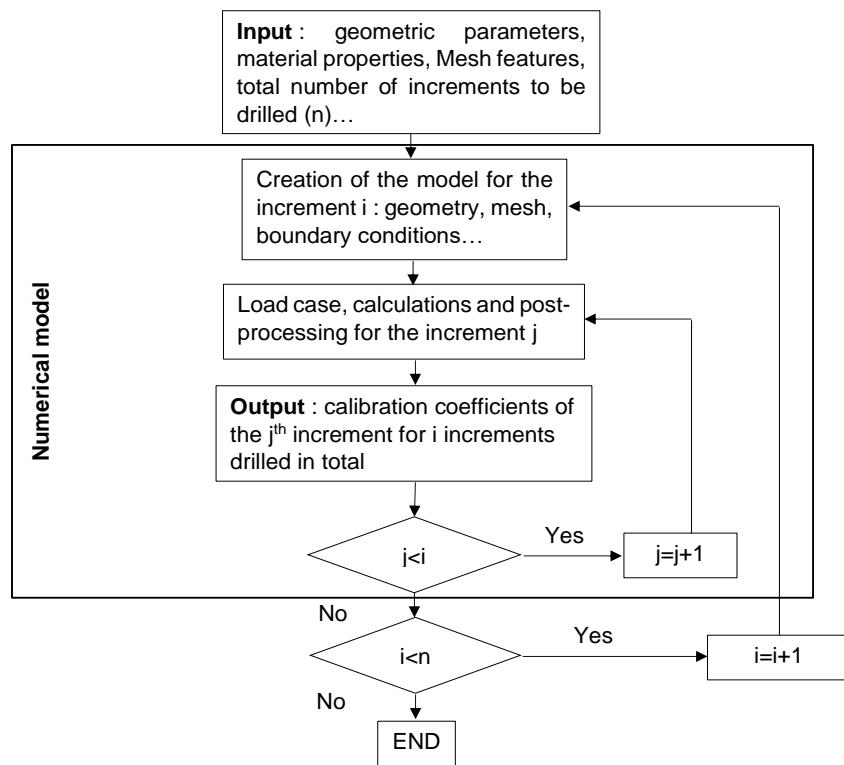 Input : geometric parameters,
material properties, Mesh features,
total number of increments to be
drilled (n)…
Creation of the model for the
increment i : geometry, mesh,
boundary conditions…
Load case, calculations and post-
processing for the increment j
Numerical model
Output : calibration coefficients of
the jth increment for i increments
drilled in total
j<i
Yes
j=j+1
No
i<n
Yes
i=i+1
No
END